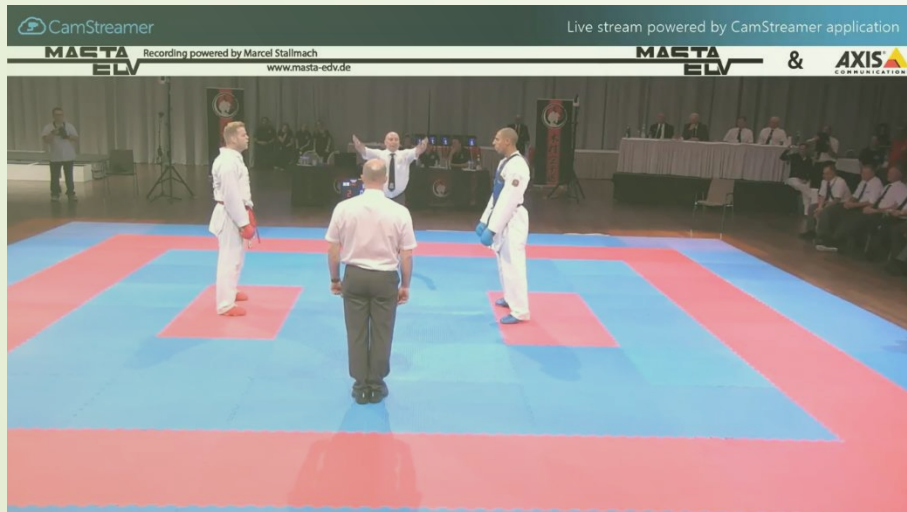 CamStreamer
Live stream powered by CamStreamer application
MASTA
EDV
Recording powered by Marcel Stallmach
www.masta-edv.de
MASTA
EDV
&
AXIS
COMMUNICATIONS